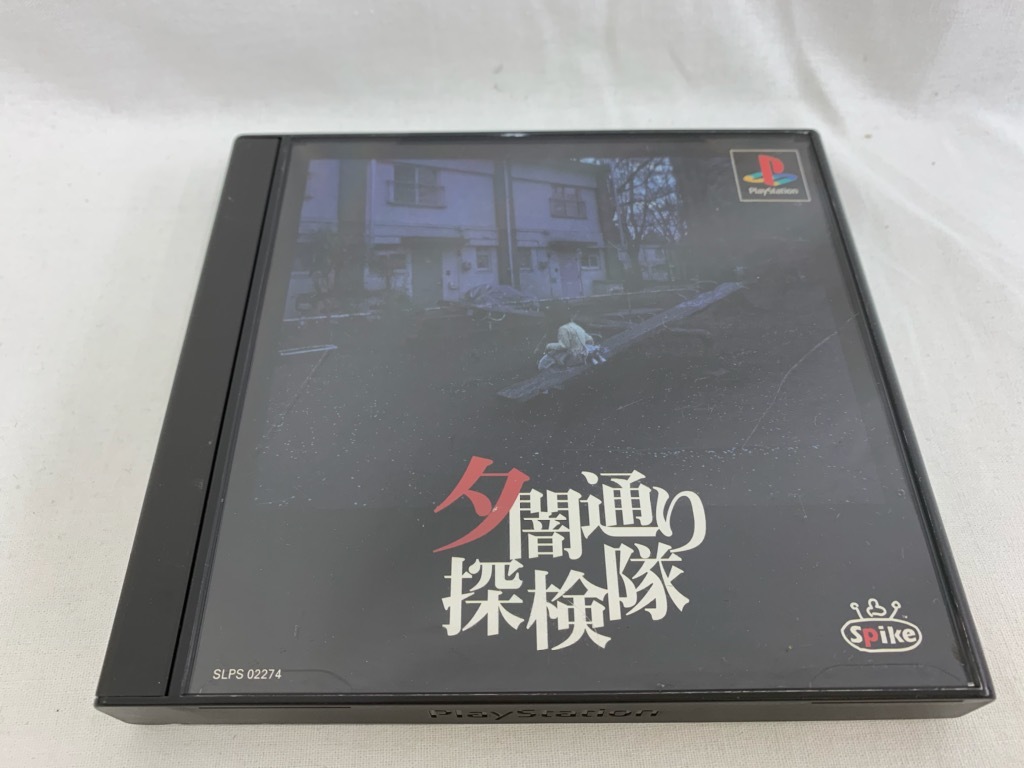 PlayStation
夕闇通り
探検隊
Spike
SLPS 02274
PlayStation